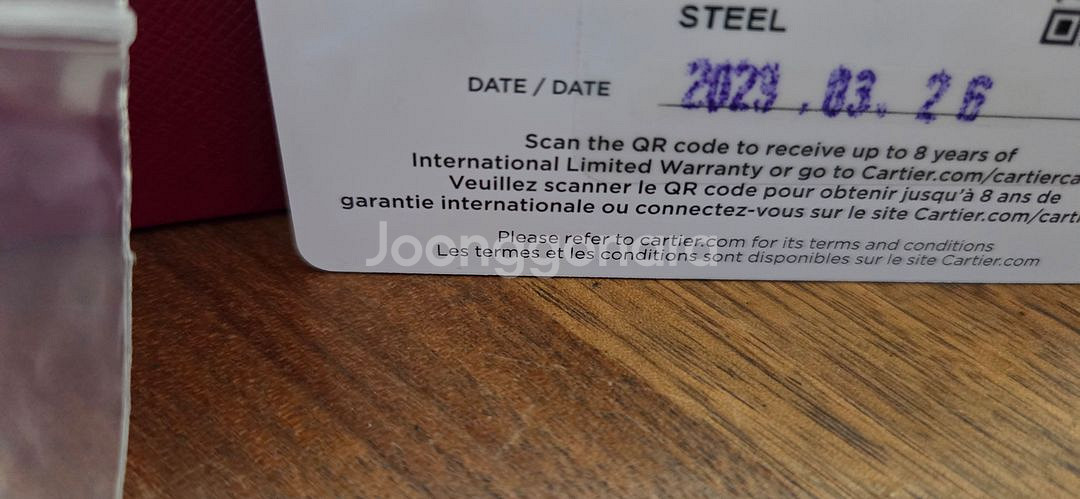 STEEL
DATE / DATE 2023 . 03. 26
Scan the QR code to receive up to 8 years of
International Limited Warranty or go to Cartier.com/cartierca
Veuillez scanner le QR code pour obtenir jusqu'à 8 ans de
garantie internationale ou connectez-vous sur le site Cartier.com/carti
Please refer to cartier.com for its terms and conditions
Les termes et les conditions sont disponibles sur le site Cartier.com
Joonggonara